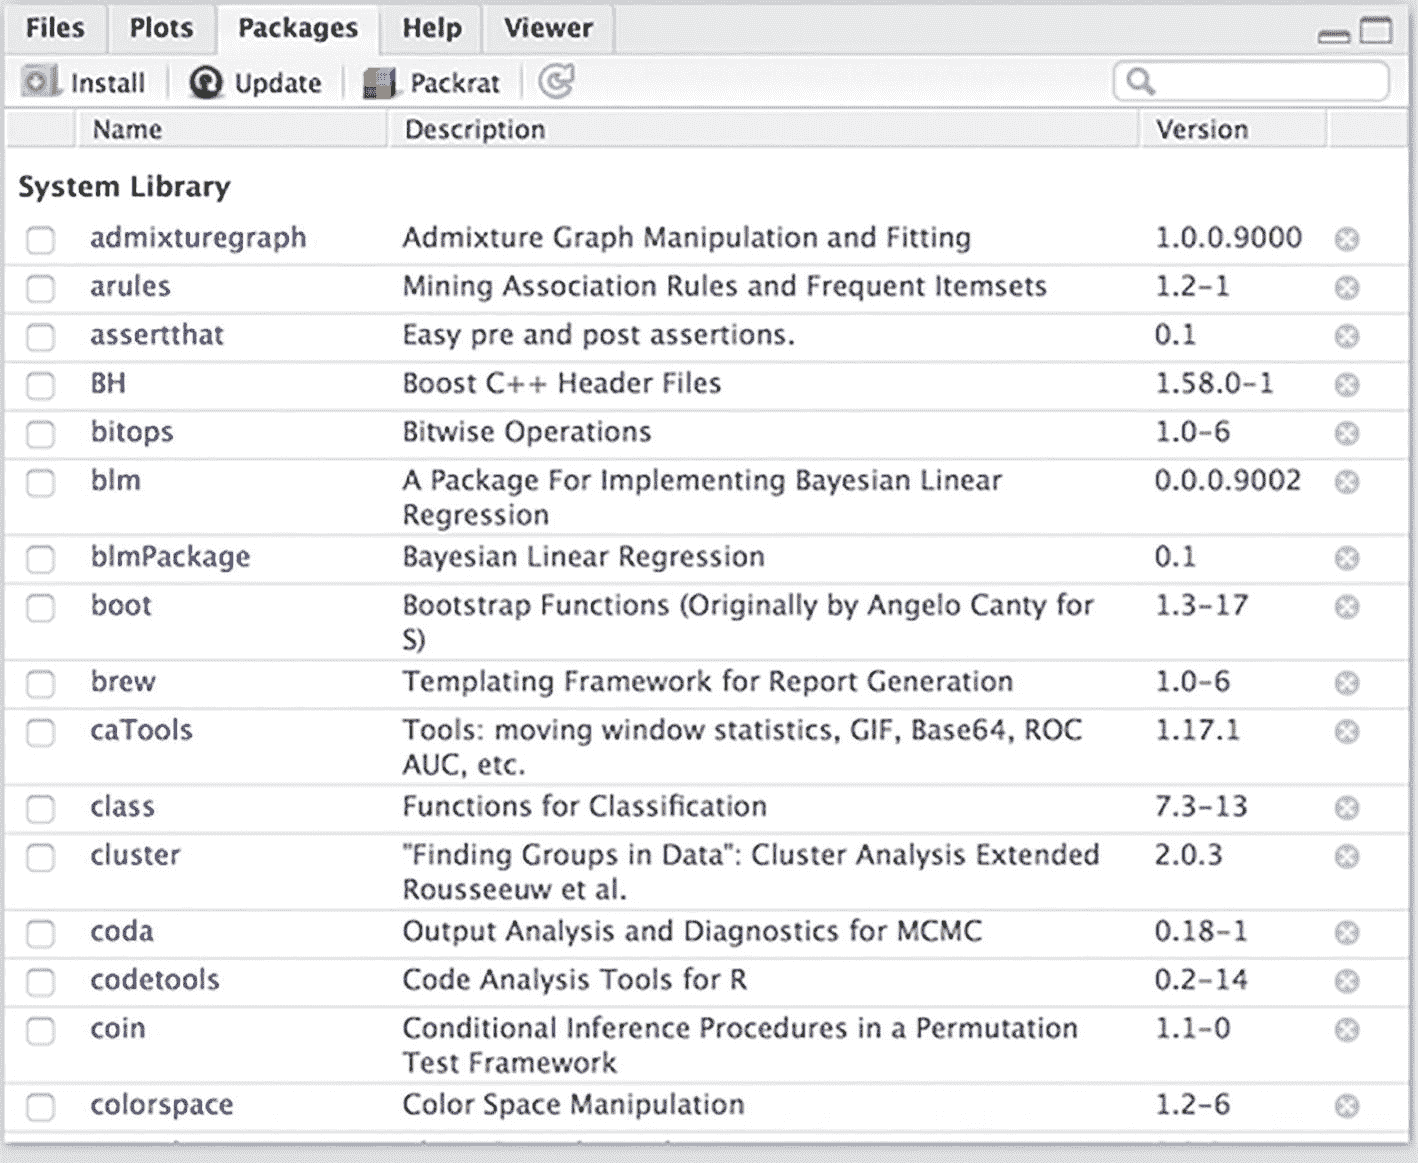 Files Plots Packages Help Viewer
Install Update Packrat
Name Description Version
System Library
admixturegraph Admixture Graph Manipulation and Fitting 1.0.0.9000
arules Mining Association Rules and Frequent Itemsets 1.2-1
assertthat Easy pre and post assertions. 0.1
BH Boost C++ Header Files 1.58.0-1
bitops Bitwise Operations 1.0-6
blm A Package For Implementing Bayesian Linear 0.0.0.9002
Regression
blmPackage Bayesian Linear Regression 0.1
boot Bootstrap Functions (Originally by Angelo Canty for 1.3-17
S)
brew Templating Framework for Report Generation 1.0-6
caTools Tools: moving window statistics, GIF, Base64, ROC 1.17.1
AUC, etc.
class Functions for Classification 7.3-13
cluster "Finding Groups in Data": Cluster Analysis Extended 2.0.3
Rousseeuw et al.
coda Output Analysis and Diagnostics for MCMC 0.18-1
codetools Code Analysis Tools for R 0.2-14
coin Conditional Inference Procedures in a Permutation 1.1-0
Test Framework
colorspace Color Space Manipulation 1.2-6